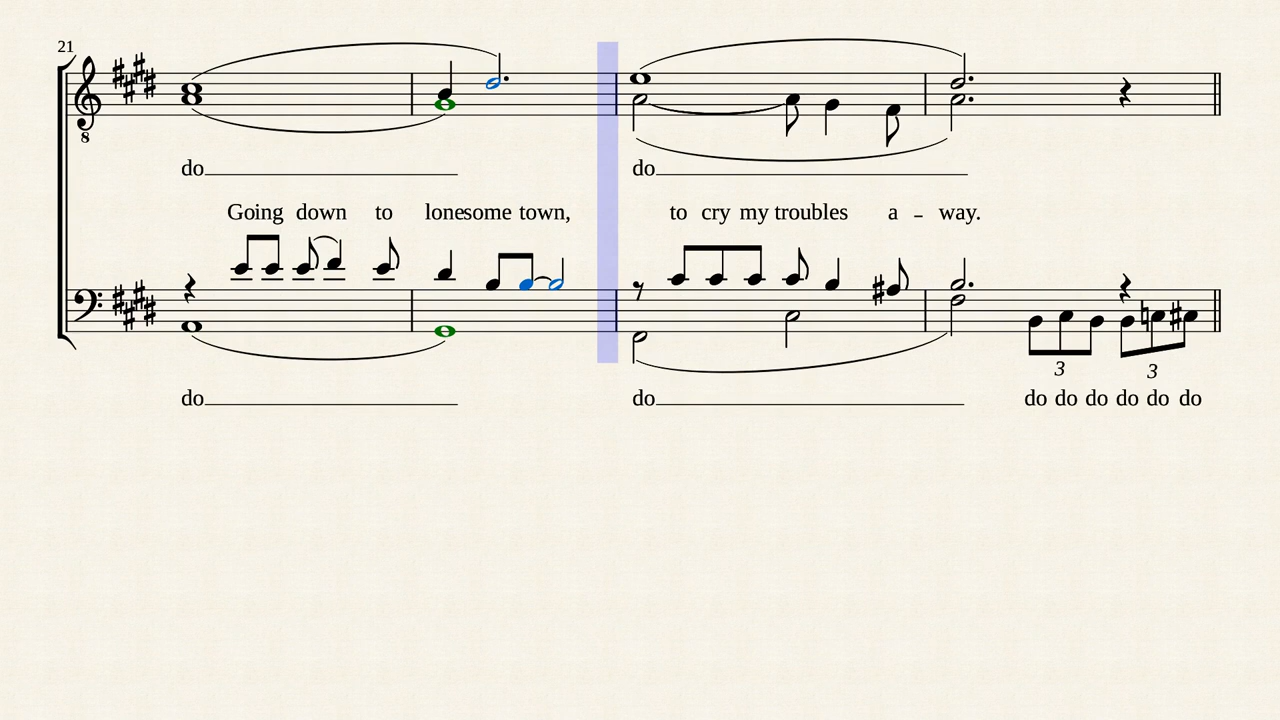 21
8
do
Going down to lonesome town,
do
to cry my troubles a – way.
3 3
do
do
do do do do do do